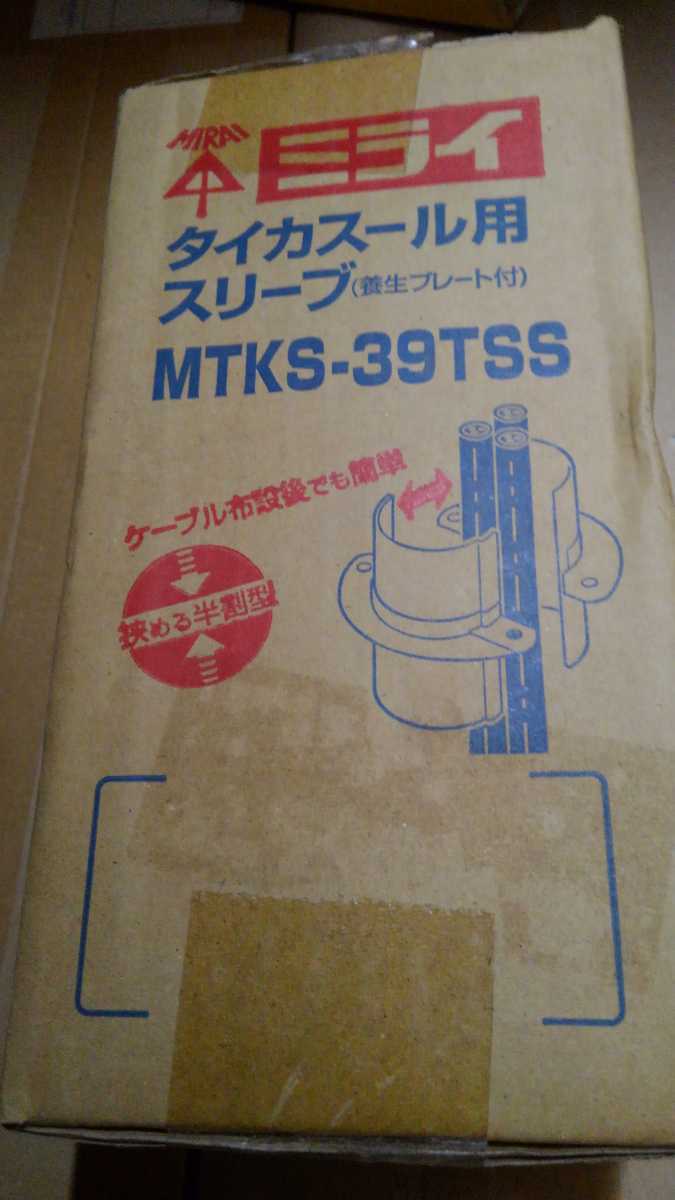 MIRAI
ミライ
タイカスール用
スリーブ(養生プレート付)
MTKS-39TSS
ケーブル布設後でも簡単
挾める半割型